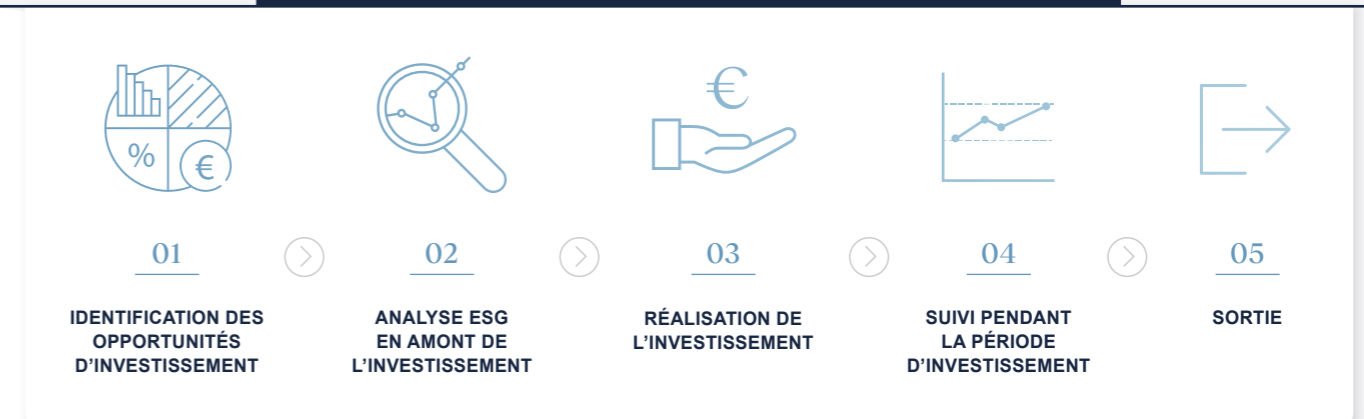 %
€
€
01
IDENTIFICATION DES
OPPORTUNITÉS
D’INVESTISSEMENT
02
ANALYSE ESG
EN AMONT DE
L’INVESTISSEMENT
03
RÉALISATION DE
L’INVESTISSEMENT
04
SUIVI PENDANT
LA PÉRIODE
D’INVESTISSEMENT
05
SORTIE